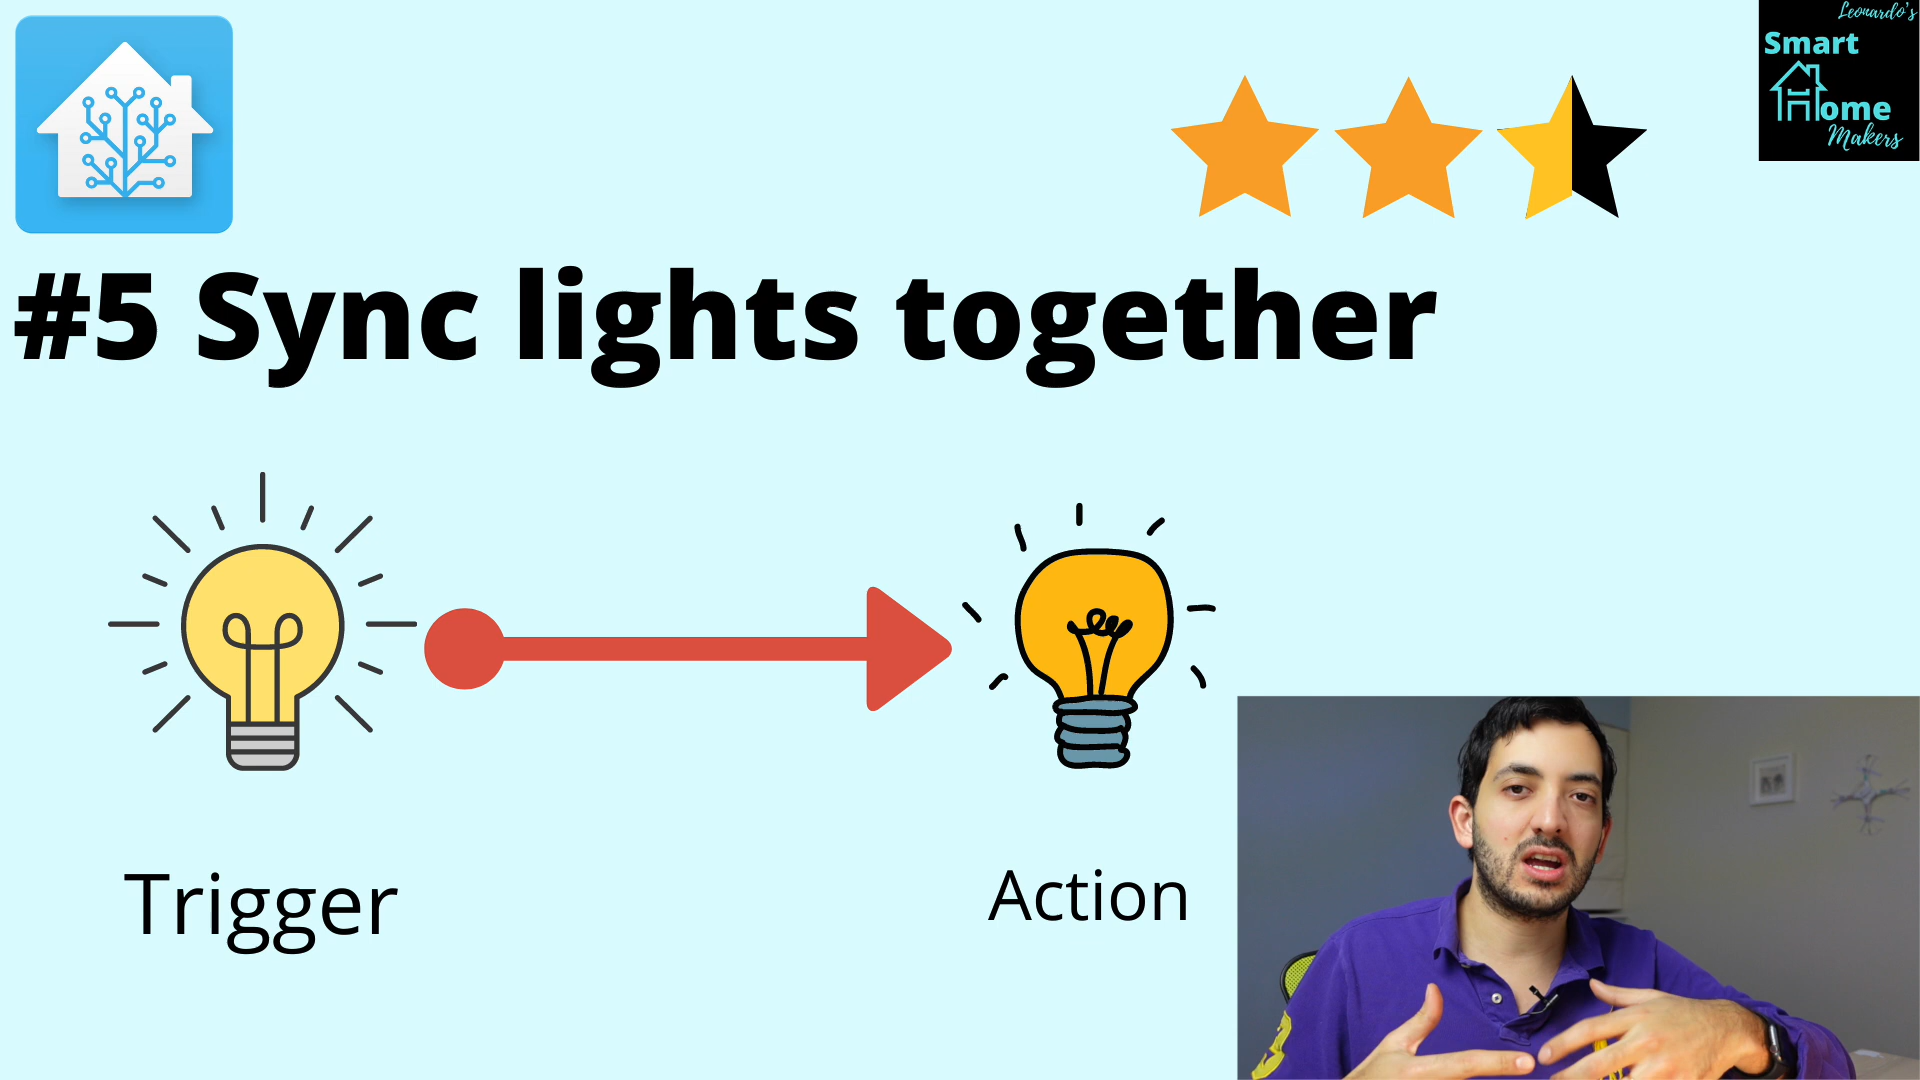 Leonardo's
Smart
Home
Makers
#5 Sync lights together
Trigger
Action